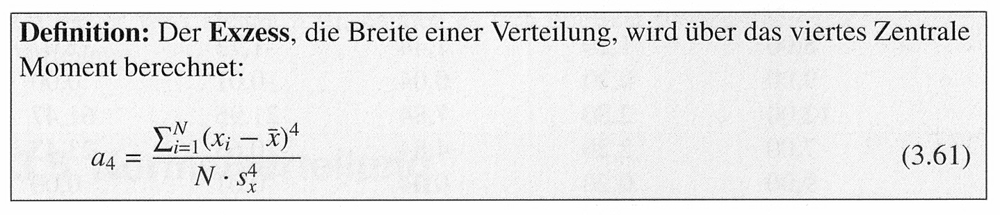 Definition: Der Exzess, die Breite einer Verteilung, wird über das viertes Zentrale
Moment berechnet:
a₄ = \frac{\sum_{i=1}^{N}(x_i - \bar{x})^4}{N \cdot s_x^4} (3.61)